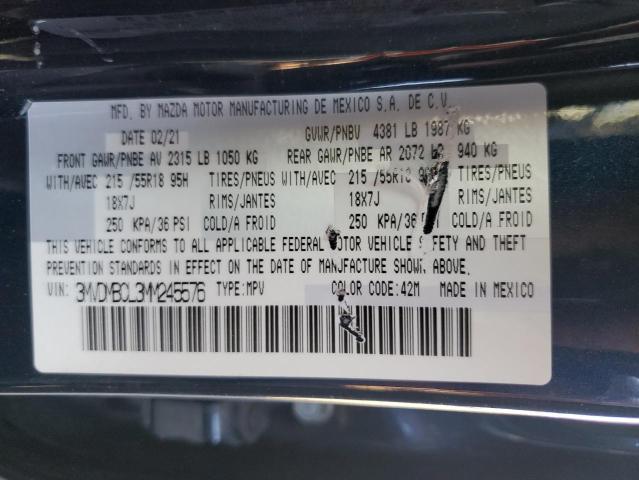 MFD. BY MAZDA MOTOR MANUFACTURING DE MEXICO S.A. DE C.V.
DATE 02/21 GVWR/PNBV 4381 LB 1987 KG
FRONT GAWR/PNBE AV 2315 LB 1050 KG REAR GAWR/PNBE AR 2072 LB 940 KG
WITH/AVEC 215 /55R18 95H TIRES/PNEUS WITH/AVEC 215 /55R18 TIRES/PNEUS
18X7J RIMS/JANTES 18X7J RIMS/JANTES
250 KPA/36 PSI COLD/A FROID 250 KPA/36 PSI COLD/A FROID
THIS VEHICLE CONFORMS TO ALL APPLICABLE FEDERAL MOTOR VEHICLE SAFETY AND THEFT
PREVENTION STANDARDS IN EFFECT ON THE DATE OF MANUFACTURE SHOWN ABOVE.
VIN: 3MVDMBCL3MM245576 TYPE:MPV COLOR CODE:42M MADE IN MEXICO